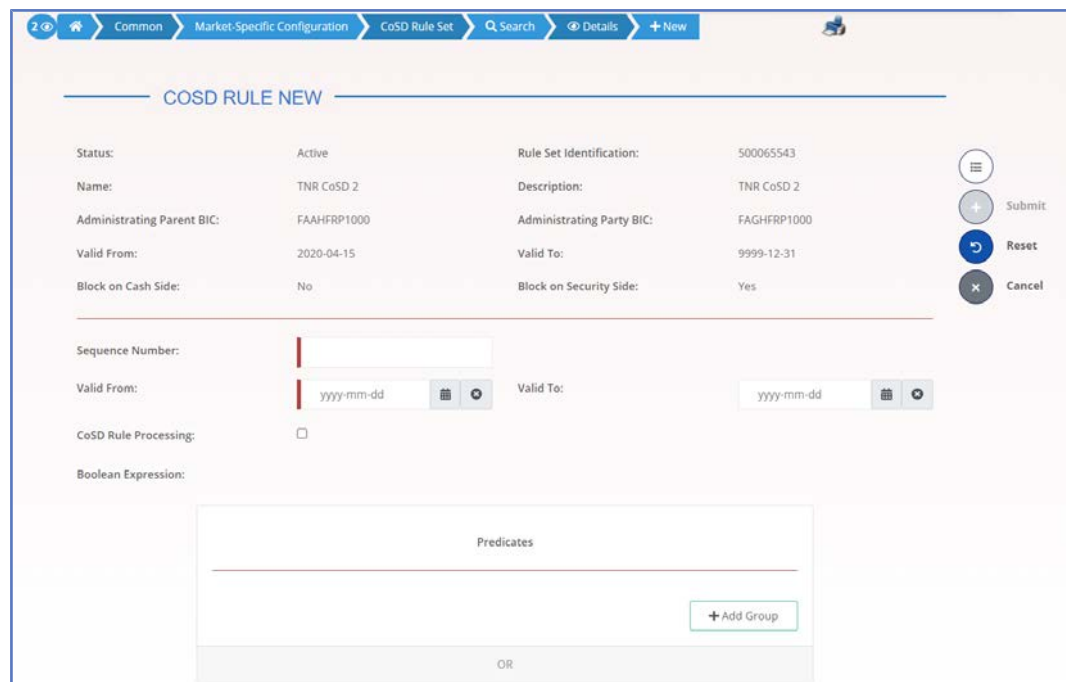 2 Common Market-Specific Configuration CoSD Rule Set Search Details + New
COSD RULE NEW
Status: Active Rule Set Identification: 500065543
Name: TNR CoSD 2 Description: TNR CoSD 2
Administrating Parent BIC: FAAHFRP1000 Administrating Party BIC: FAGHFRP1000
Submit
Valid From: 2020-04-15 Valid To: 9999-12-31
Reset
Block on Cash Side: No Block on Security Side: Yes
Cancel
Sequence Number:
Valid From: yyyy-mm-dd Valid To: yyyy-mm-dd
CoSD Rule Processing:
Boolean Expression:
Predicates
+ Add Group
OR